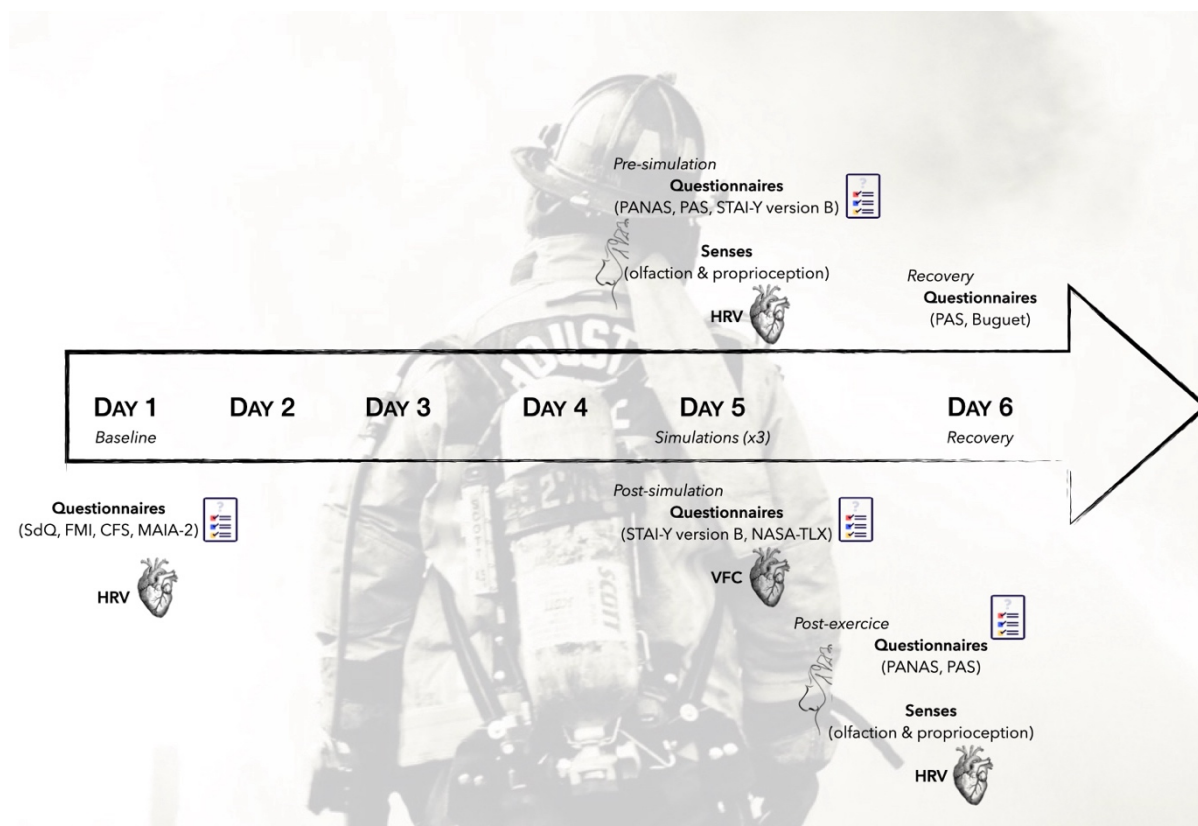 Pre-simulation
Questionnaires
(PANAS, PAS, STAI-Y version B)
Senses
(olfaction & proprioception)
HRV
Recovery
Questionnaires
(PAS, Buguet)
DAY 1
Baseline
DAY 2
DAY 3
DAY 4
DAY 5
Simulations (x3)
DAY 6
Recovery
Questionnaires
(SdQ, FMI, CFS, MAIA-2)
HRV
Post-simulation
Questionnaires
(STAI-Y version B, NASA-TLX)
VFC
Post-exercice
Questionnaires
(PANAS, PAS)
Senses
(olfaction & proprioception)
HRV